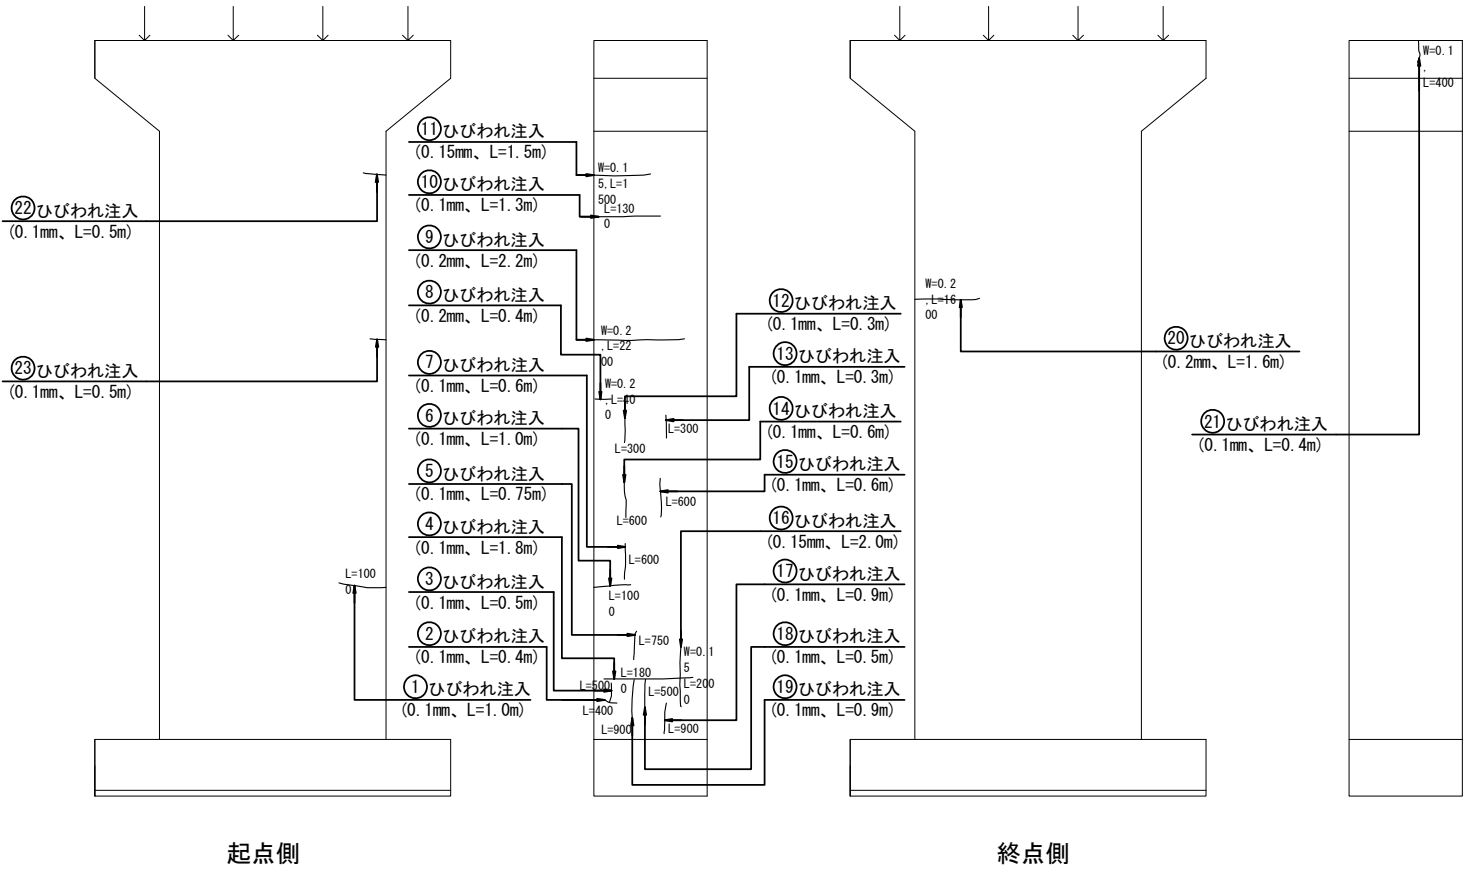 ㉒ひびわれ注入
(0.1mm、L=0.5m)
㉓ひびわれ注入
(0.1mm、L=0.5m)
L=100
0
⑪ひびわれ注入
(0.15mm、L=1.5m)
⑩ひびわれ注入
(0.1mm、L=1.3m)
⑨ひびわれ注入
(0.2mm、L=2.2m)
⑧ひびわれ注入
(0.2mm、L=0.4m)
⑦ひびわれ注入
(0.1mm、L=0.6m)
⑥ひびわれ注入
(0.1mm、L=1.0m)
⑤ひびわれ注入
(0.1mm、L=0.75m)
④ひびわれ注入
(0.1mm、L=1.8m)
③ひびわれ注入
(0.1mm、L=0.5m)
②ひびわれ注入
(0.1mm、L=0.4m)
①ひびわれ注入
(0.1mm、L=1.0m)
W=0.1
5,L=1
500
L=130
0
W=0.2
,L=22
00
W=0.2
,L=40
0
L=300
L=300
L=600
L=600
L=600
L=100
0
L=750
W=0.1
5
L=200
0
L=180
0
L=500
L=400
L=500
L=900
L=900
⑫ひびわれ注入
(0.1mm、L=0.3m)
⑬ひびわれ注入
(0.1mm、L=0.3m)
⑭ひびわれ注入
(0.1mm、L=0.6m)
⑮ひびわれ注入
(0.1mm、L=0.6m)
⑯ひびわれ注入
(0.15mm、L=2.0m)
⑰ひびわれ注入
(0.1mm、L=0.9m)
⑱ひびわれ注入
(0.1mm、L=0.5m)
⑲ひびわれ注入
(0.1mm、L=0.9m)
W=0.2
,L=16
00
⑳ひびわれ注入
(0.2mm、L=1.6m)
㉑ひびわれ注入
(0.1mm、L=0.4m)
W=0.1
,
L=400
起点側
終点側